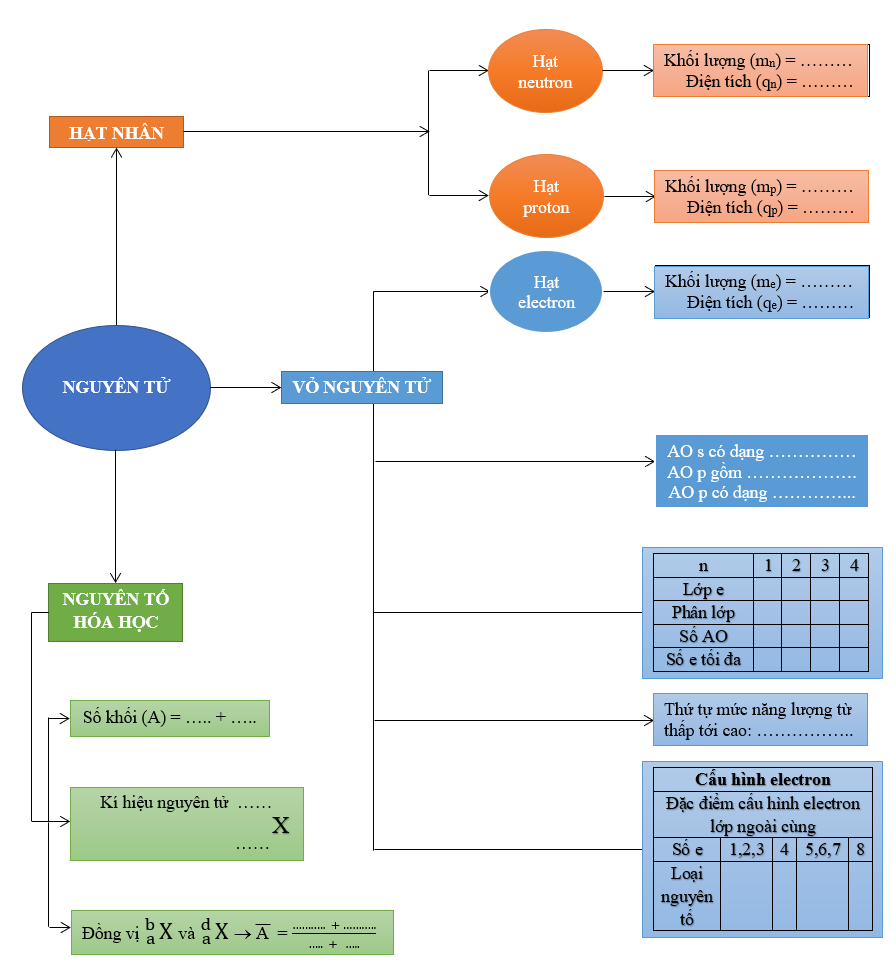 Hạt
neutron
Khối lượng (mn) = ………
Điện tích (qn) = ………
HẠT NHÂN
Hạt
proton
Khối lượng (mp) = ………
Điện tích (qp) = ………
Hạt
electron
Khối lượng (me) = ………
Điện tích (qe) = ………
NGUYÊN TỬ
VỎ NGUYÊN TỬ
AO s có dạng ……………
AO p gồm ……………….
AO p có dạng …………...
n 1 2 3 4
Lớp e
Phân lớp
Số AO
Số e tối đa
NGUYÊN TỐ
HÓA HỌC
Số khối (A) = ….. + …..
Thứ tự mức năng lượng từ
thấp tới cao: ……………..
Kí hiệu nguyên tử ……
X
……
Cấu hình electron
Đặc điểm cấu hình electron
lớp ngoài cùng
Số e 1,2,3 4 5,6,7 8
Loại
nguyên
tố
Đồng vị b/a X và d/a X → A̅ = (........... + ...........)/(..... + .....)